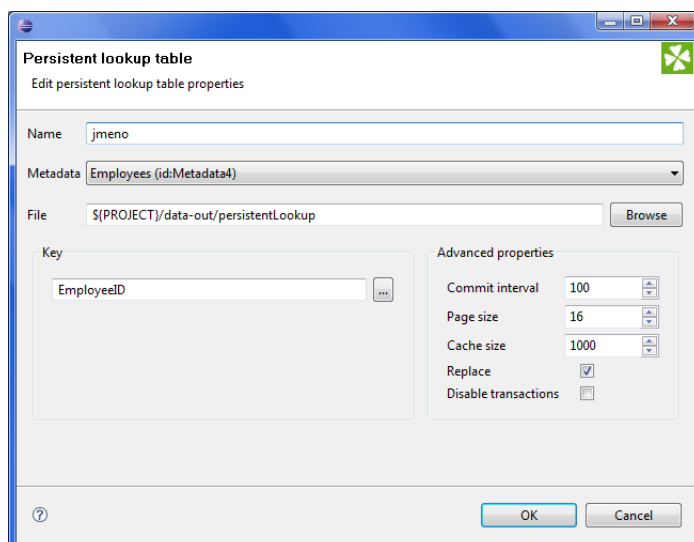 Persistent lookup table
Edit persistent lookup table properties
Name jmeno
Metadata Employees (id:Metadata4)
File ${PROJECT}/data-out/persistentLookup Browse
Key
EmployeeID ...
Advanced properties
Commit interval 100
Page size 16
Cache size 1000
Replace
Disable transactions
? OK Cancel